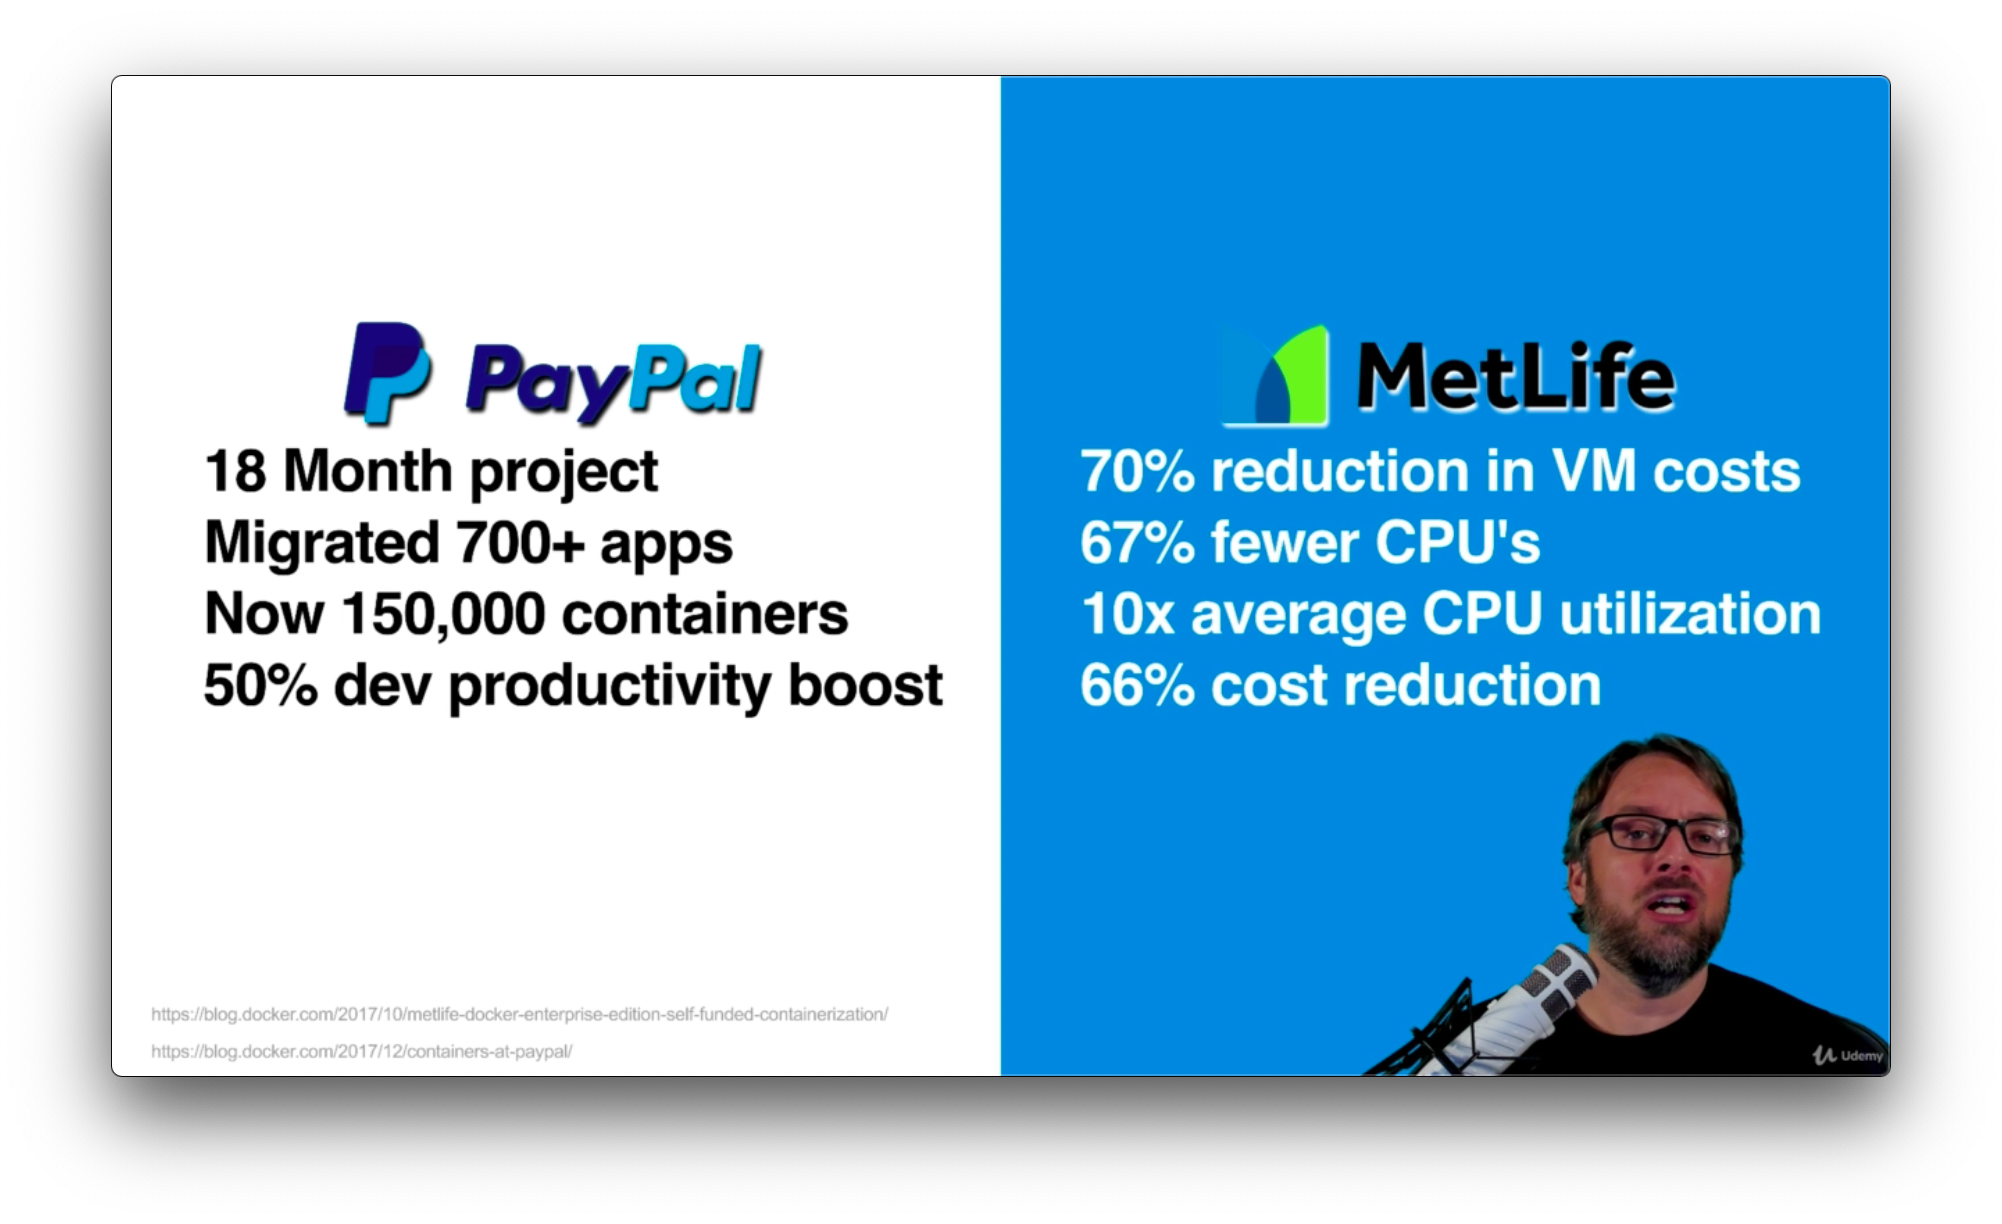 PayPal
18 Month project
Migrated 700+ apps
Now 150,000 containers
50% dev productivity boost
https://blog.docker.com/2017/10/metlife-docker-enterprise-edition-self-funded-containerization/
https://blog.docker.com/2017/12/containers-at-paypal/
MetLife
70% reduction in VM costs
67% fewer CPU's
10x average CPU utilization
66% cost reduction
Udemy